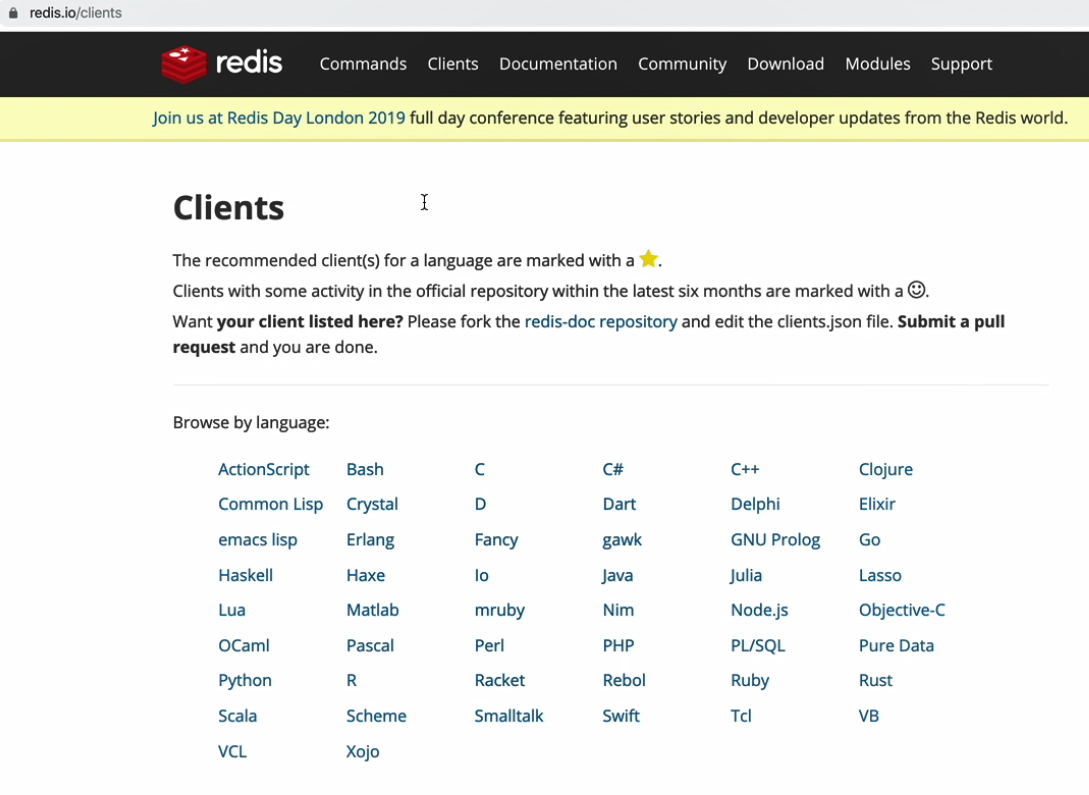 redis.io/clients
redis Commands Clients Documentation Community Download Modules Support
Join us at Redis Day London 2019 full day conference featuring user stories and developer updates from the Redis world.
Clients
The recommended client(s) for a language are marked with a ⭐.
Clients with some activity in the official repository within the latest six months are marked with a ☺.
Want your client listed here? Please fork the redis-doc repository and edit the clients.json file. Submit a pull
request and you are done.
Browse by language:
ActionScript Bash C C# C++ Clojure
Common Lisp Crystal D Dart Delphi Elixir
emacs lisp Erlang Fancy gawk GNU Prolog Go
Haskell Haxe Io Java Julia Lasso
Lua Matlab mruby Nim Node.js Objective-C
OCaml Pascal Perl PHP PL/SQL Pure Data
Python R Racket Rebol Ruby Rust
Scala Scheme Smalltalk Swift Tcl VB
VCL Xojo